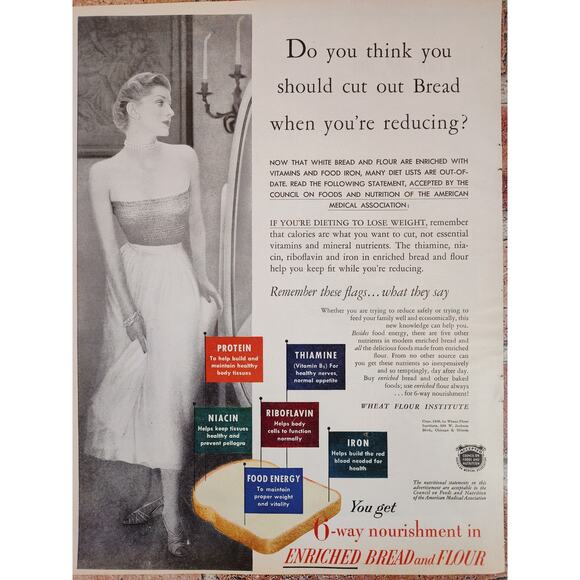 Do you think you
should cut out Bread
when you're reducing?
NOW THAT WHITE BREAD AND FLOUR ARE ENRICHED WITH
VITAMINS AND FOOD IRON, MANY DIET LISTS ARE OUT-OF-
DATE. READ THE FOLLOWING STATEMENT, ACCEPTED BY THE
COUNCIL ON FOODS AND NUTRITION OF THE AMERICAN
MEDICAL ASSOCIATION:
IF YOU'RE DIETING TO LOSE WEIGHT, remember
that calories are what you want to cut, not essential
vitamins and mineral nutrients. The thiamine, nia-
cin, riboflavin and iron in enriched bread and flour
help you keep fit while you're reducing.
Remember these flags...what they say
Whether you are trying to reduce safely or trying to
feed your family well and economically, this
new knowledge can help you.
Besides food energy, there are five other
nutrients in modern enriched bread and
all the delicious foods made from enriched
flour. From no other source can
you get these nutrients so inexpensively
and so temptingly, day after day.
Buy enriched bread and other baked
foods; use enriched flour always
... for 6-way nourishment!
WHEAT FLOUR INSTITUTE
PROTEIN
To help build and
maintain healthy
body tissues
THIAMINE
(Vitamin B₁) For
healthy nerves,
normal appetite
NIACIN
Helps keep tissues
healthy and
prevent pellagra
RIBOFLAVIN
Helps body
cells to function
normally
IRON
Helps build the red
blood needed for
health
FOOD ENERGY
To maintain
proper weight
and vitality
The nutritional statements in this
advertisement are acceptable to the
Council on Foods and Nutrition
of the American Medical Association
You get
6-way nourishment in
ENRICHED BREAD and FLOUR